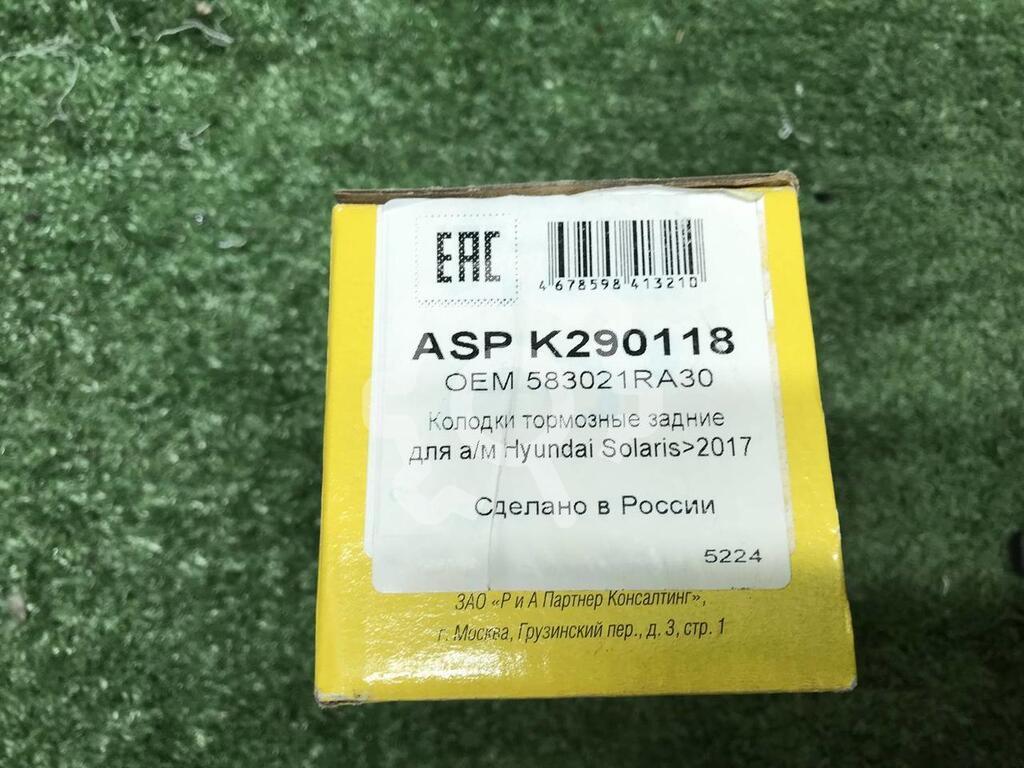 EAC
4 678598 413210
ASP K290118
OEM 583021RA30
Колодки тормозные задние
для а/м Hyundai Solaris>2017
Сделано в России
5224
ЗАО «Р и А Партнер Консалтинг»,
г. Москва, Грузинский пер., д. 3, стр. 1